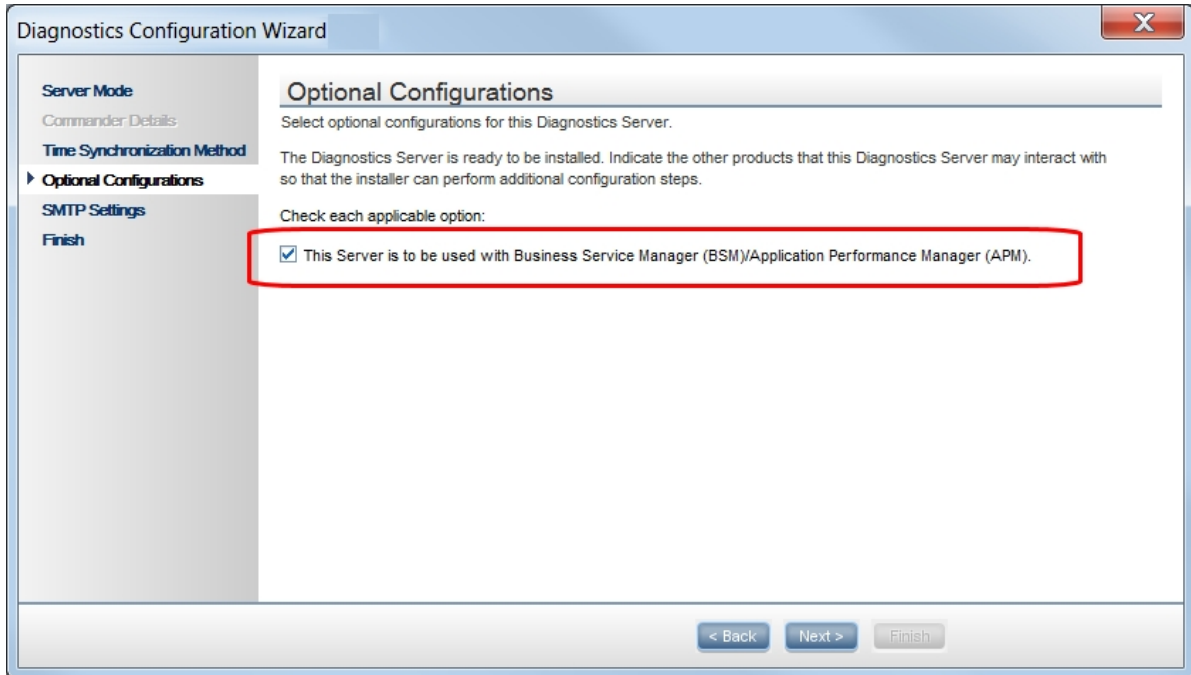 Diagnostics Configuration Wizard
X
Server Mode
Commander Details
Time Synchronization Method
Optional Configurations
SMTP Settings
Finish
Optional Configurations
Select optional configurations for this Diagnostics Server.
The Diagnostics Server is ready to be installed. Indicate the other products that this Diagnostics Server may interact with
so that the installer can perform additional configuration steps.
Check each applicable option:
This Server is to be used with Business Service Manager (BSM)/Application Performance Manager (APM).
< Back
Next >
Finish